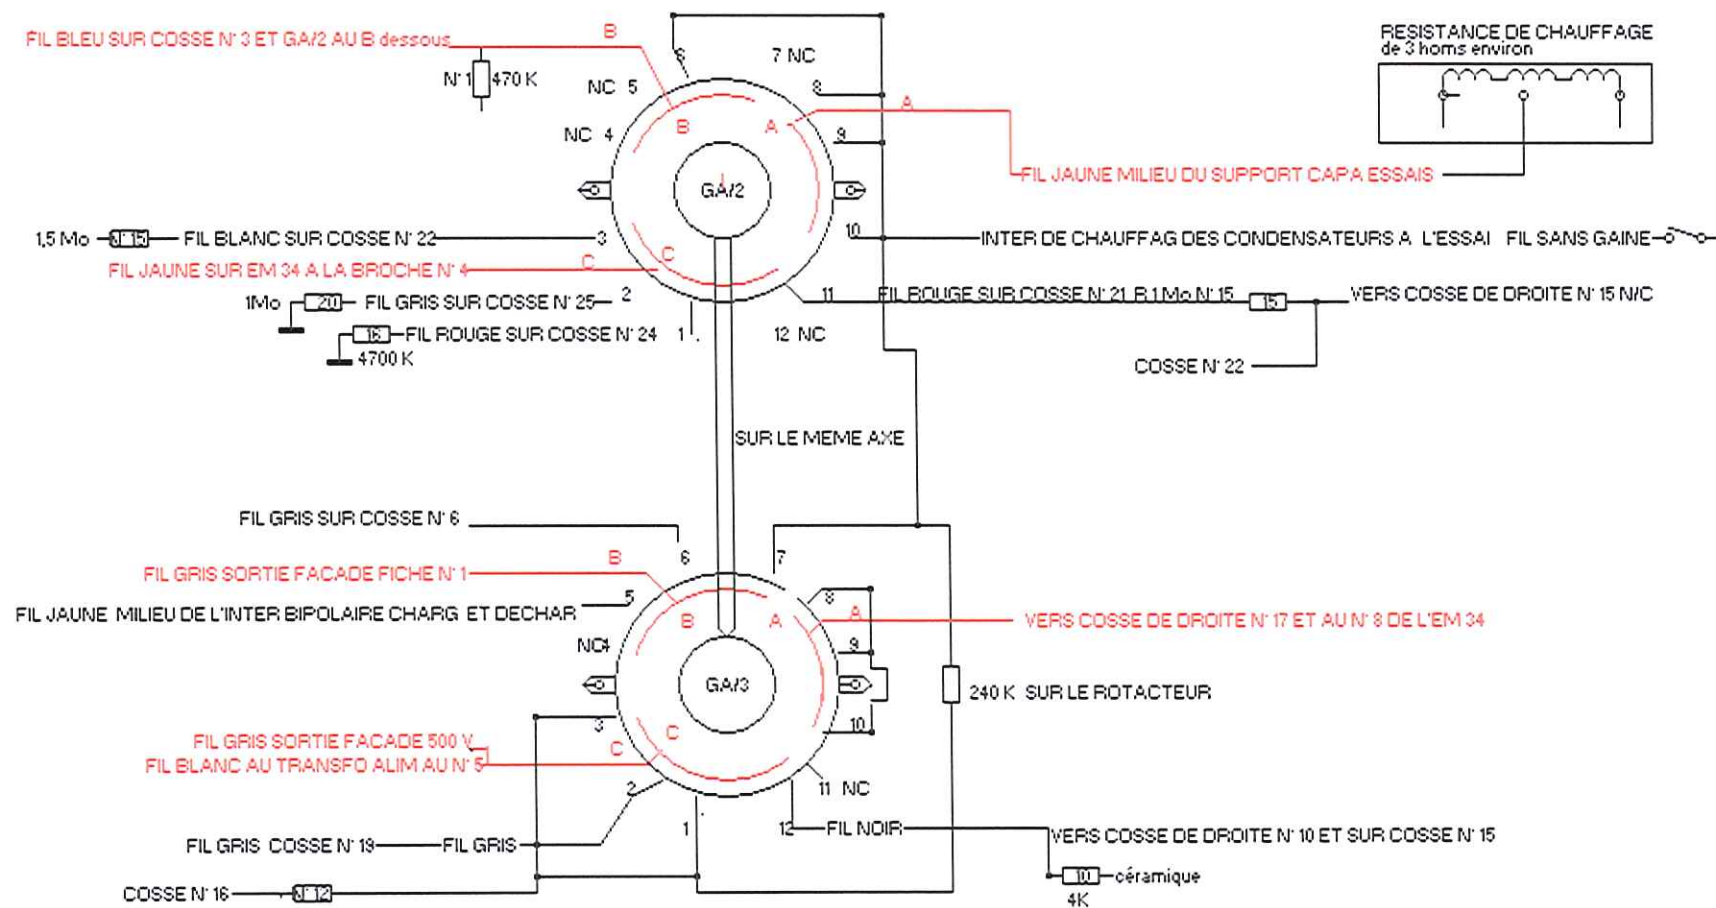 FIL BLEU SUR COSSE N° 3 ET GA/2 AU B dessous
B
N° 1
470 K
6
7 NC
NC 5
8
RESISTANCE DE CHAUFFAGE
de 3 homs environ
B
A
A
NC 4
9
GA/2
FIL JAUNE MILIEU DU SUPPORT CAPA ESSAIS
1,5 Mo
N° 15
FIL BLANC SUR COSSE N° 22
3
10
INTER DE CHAUFFAG DES CONDENSATEURS A L'ESSAI FIL SANS GAINE
FIL JAUNE SUR EM 34 A LA BROCHE N° 4
C
C
1Mo
20
FIL GRIS SUR COSSE N° 25
2
11
FIL ROUGE SUR COSSE N° 21 R 1 Mo N° 15
15
VERS COSSE DE DROITE N° 15 N/C
16
FIL ROUGE SUR COSSE N° 24
1
12 NC
4700 K
COSSE N° 22
SUR LE MEME AXE
FIL GRIS SUR COSSE N° 6
6
7
B
FIL GRIS SORTIE FACADE FICHE N° 1
5
8
FIL JAUNE MILIEU DE L'INTER BIPOLAIRE CHARG ET DECHAR
B
A
A
VERS COSSE DE DROITE N° 17 ET AU N° 8 DE L'EM 34
NC4
9
GA/3
240 K SUR LE ROTACTEUR
3
10
FIL GRIS SORTIE FACADE 500 V
C
C
FIL BLANC AU TRANSFO ALIM AU N° 5
2
11 NC
1
12
FIL NOIR
VERS COSSE DE DROITE N° 10 ET SUR COSSE N° 15
FIL GRIS COSSE N° 19
FIL GRIS
10
céramique
4K
COSSE N° 16
N° 12